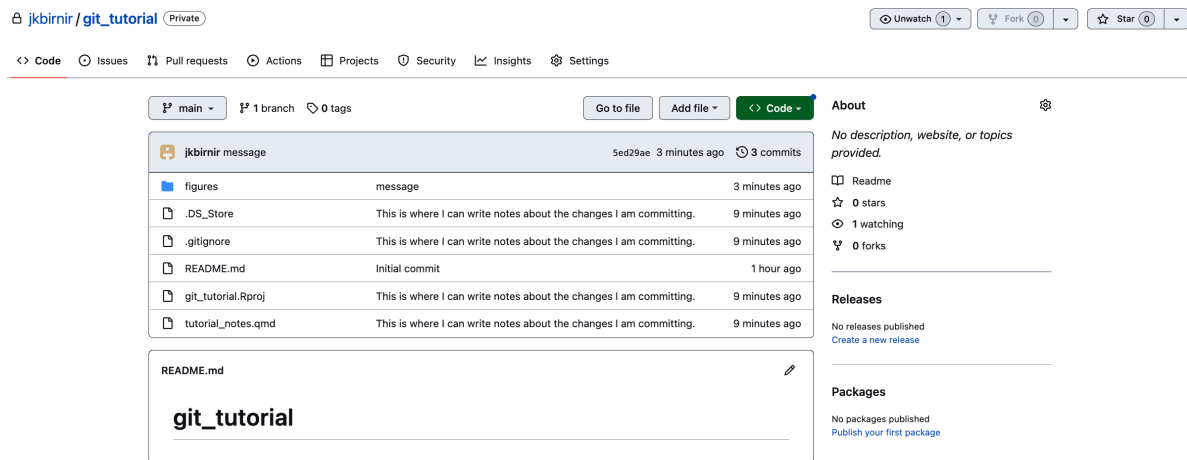 jkbirnir / git_tutorial Private
Unwatch 1 Fork 0 Star 0
<> Code Issues Pull requests Actions Projects Security Insights Settings
main 1 branch 0 tags Go to file Add file <> Code
jkbirnir message 5ed29ae 3 minutes ago 3 commits
figures message 3 minutes ago
.DS_Store This is where I can write notes about the changes I am committing. 9 minutes ago
.gitignore This is where I can write notes about the changes I am committing. 9 minutes ago
README.md Initial commit 1 hour ago
git_tutorial.Rproj This is where I can write notes about the changes I am committing. 9 minutes ago
tutorial_notes.qmd This is where I can write notes about the changes I am committing. 9 minutes ago
README.md
git_tutorial
About
No description, website, or topics
provided.
Readme
0 stars
1 watching
0 forks
Releases
No releases published
Create a new release
Packages
No packages published
Publish your first package